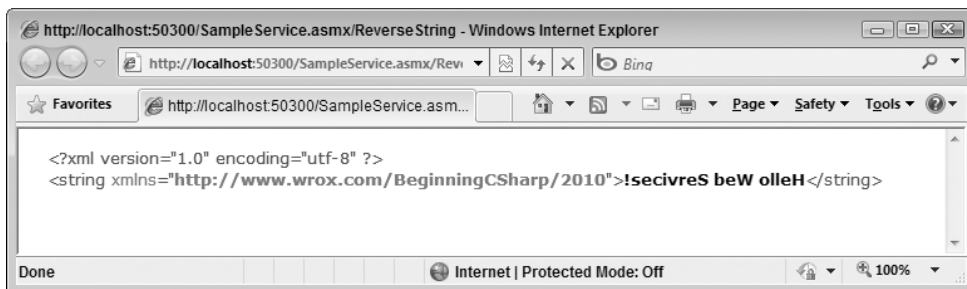 http://localhost:50300/SampleService.asmx/ReverseString - Windows Internet Explorer
http://localhost:50300/SampleService.asmx/Reve
Bing
Favorites
http://localhost:50300/SampleService.asm...
Page
Safety
Tools
<?xml version="1.0" encoding="utf-8" ?>
<string xmlns="http://www.wrox.com/BeginningCSharp/2010">!secivreS beW olleH</string>
Done
Internet | Protected Mode: Off
100%